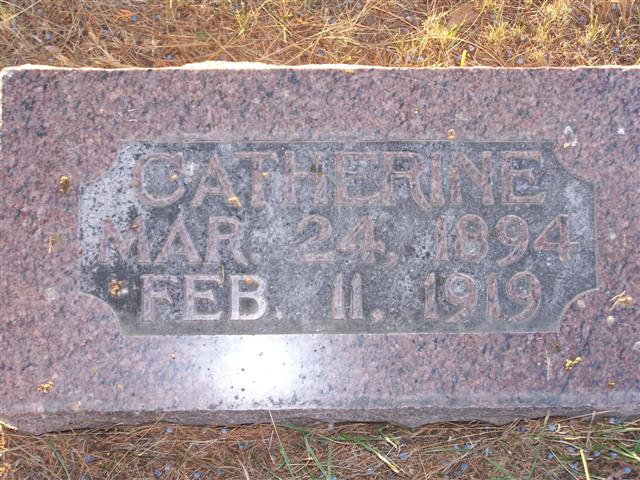 CATHERINE
MAR. 24, 1894
FEB. 11, 1919